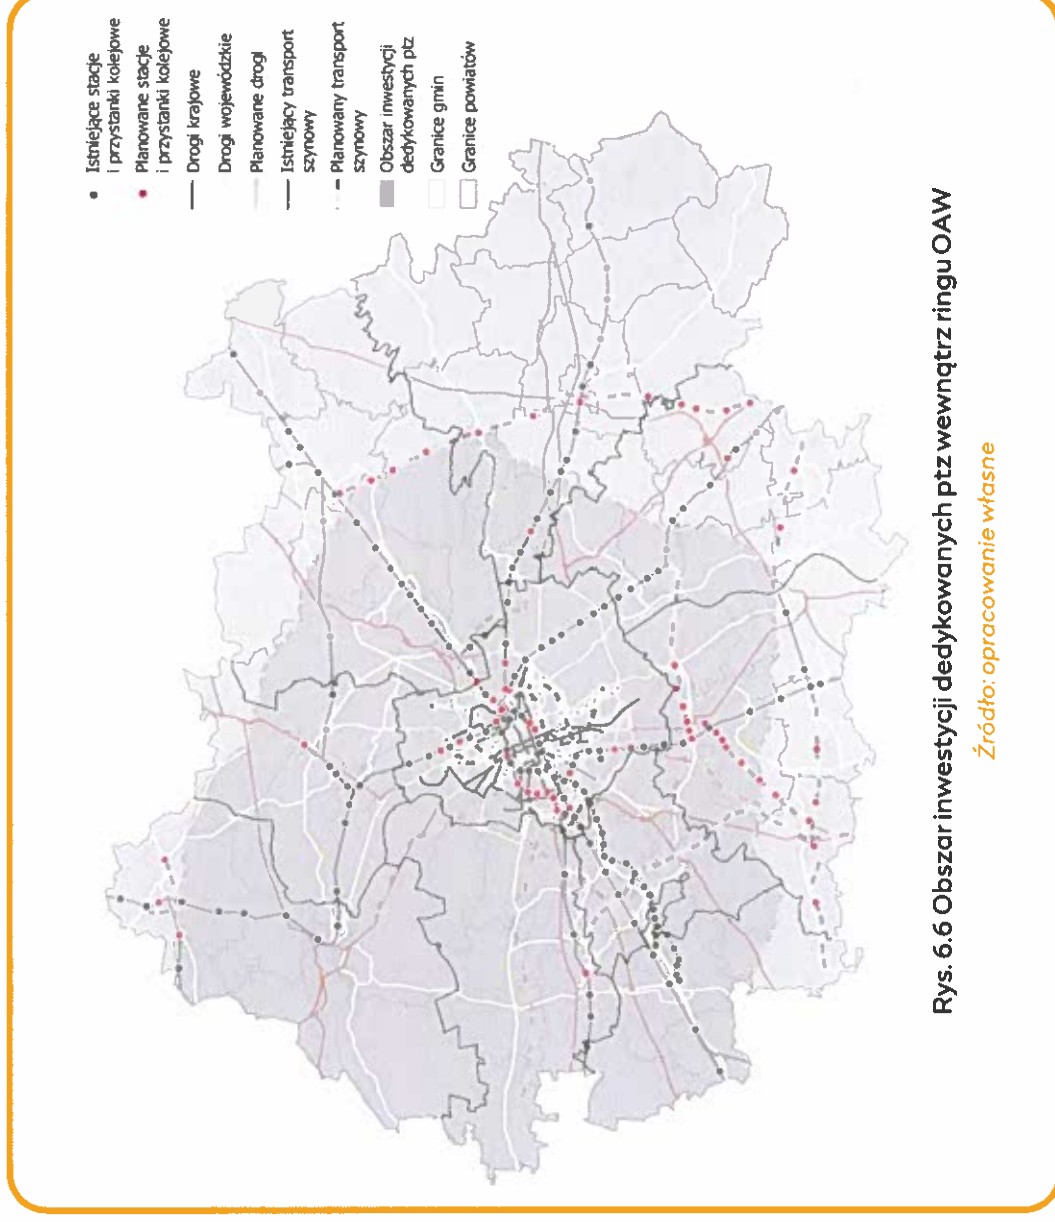 Istniejące stacje
i przystanki kolejowe
Planowane stacje
i przystanki kolejowe
Drogi krajowe
Drogi wojewódzkie
Planowane drogi
Istniejący transport
szynowy
Planowany transport
szynowy
Obszar inwestycji
dedykowanych ptz
Granice gmin
Granice powiatów
Rys. 6.6 Obszar inwestycji dedykowanych ptz wewnątrz ringu OAW
Źródło: opracowanie własne